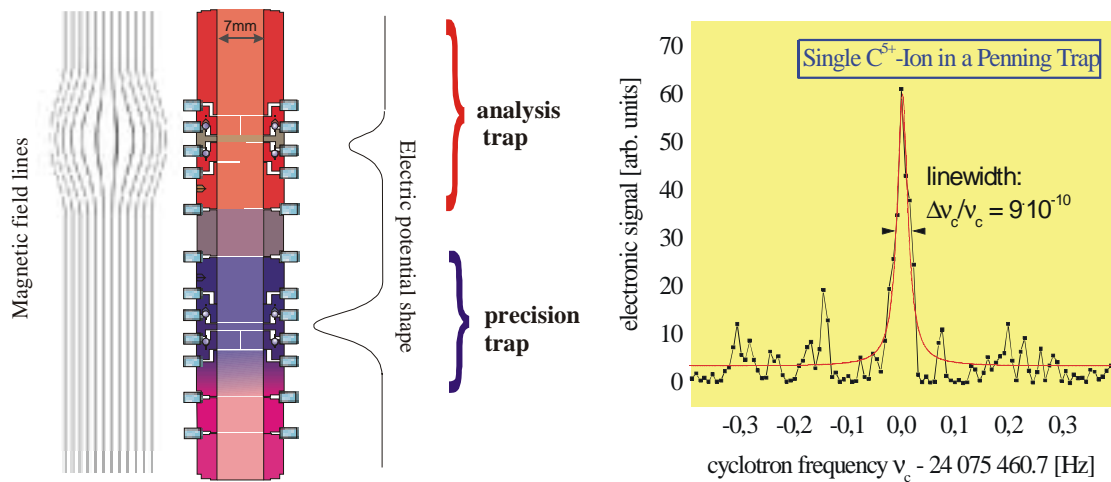 Magnetic field lines
7mm
Electric potential shape
analysis
trap
precision
trap
Single C5+-Ion in a Penning Trap
electronic signal [arb. units]
70
60
50
40
30
20
10
0
linewidth:
Δνc/νc = 9·10-10
-0,3 -0,2 -0,1 0,0 0,1 0,2 0,3
cyclotron frequency νc - 24 075 460.7 [Hz]